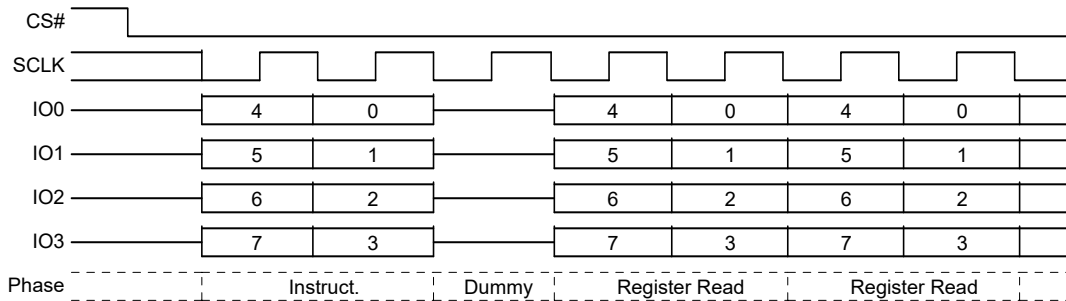 CS#
SCLK
IO0 4 0 4 0 4 0
IO1 5 1 5 1 5 1
IO2 6 2 6 2 6 2
IO3 7 3 7 3 7 3
Phase Instruct. Dummy Register Read Register Read